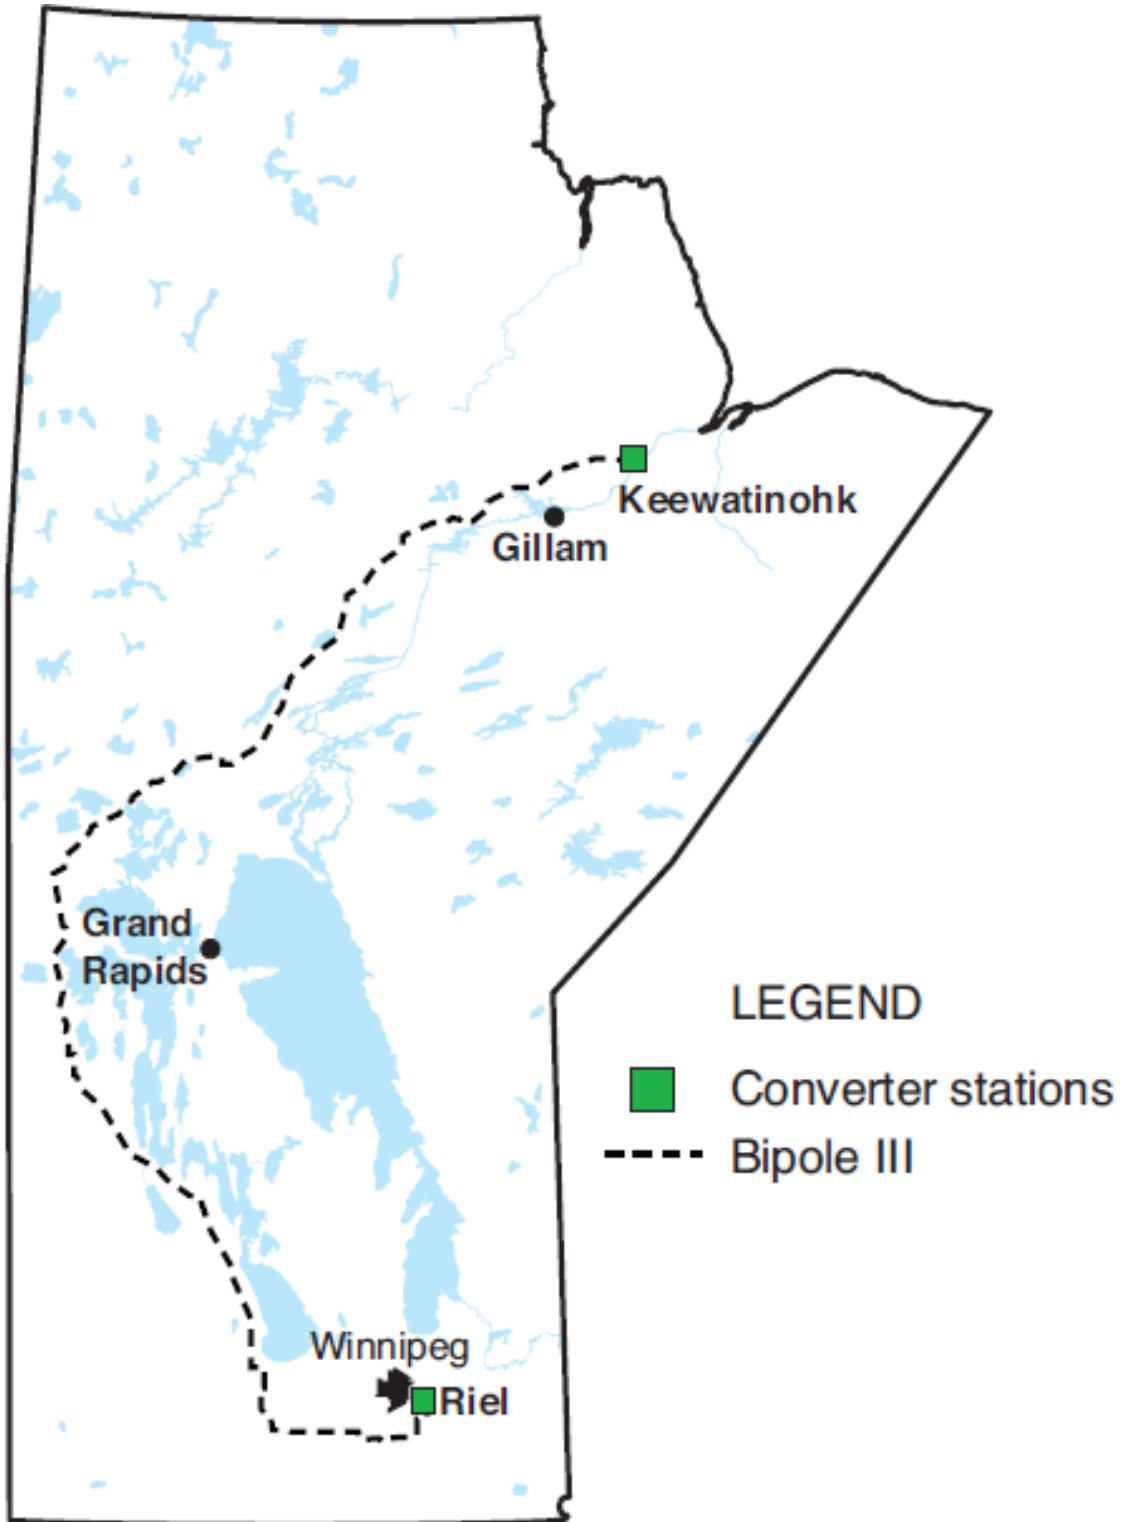 Keewatinohk
Gillam
Grand
Rapids
LEGEND
Converter stations
Bipole III
Winnipeg
Riel